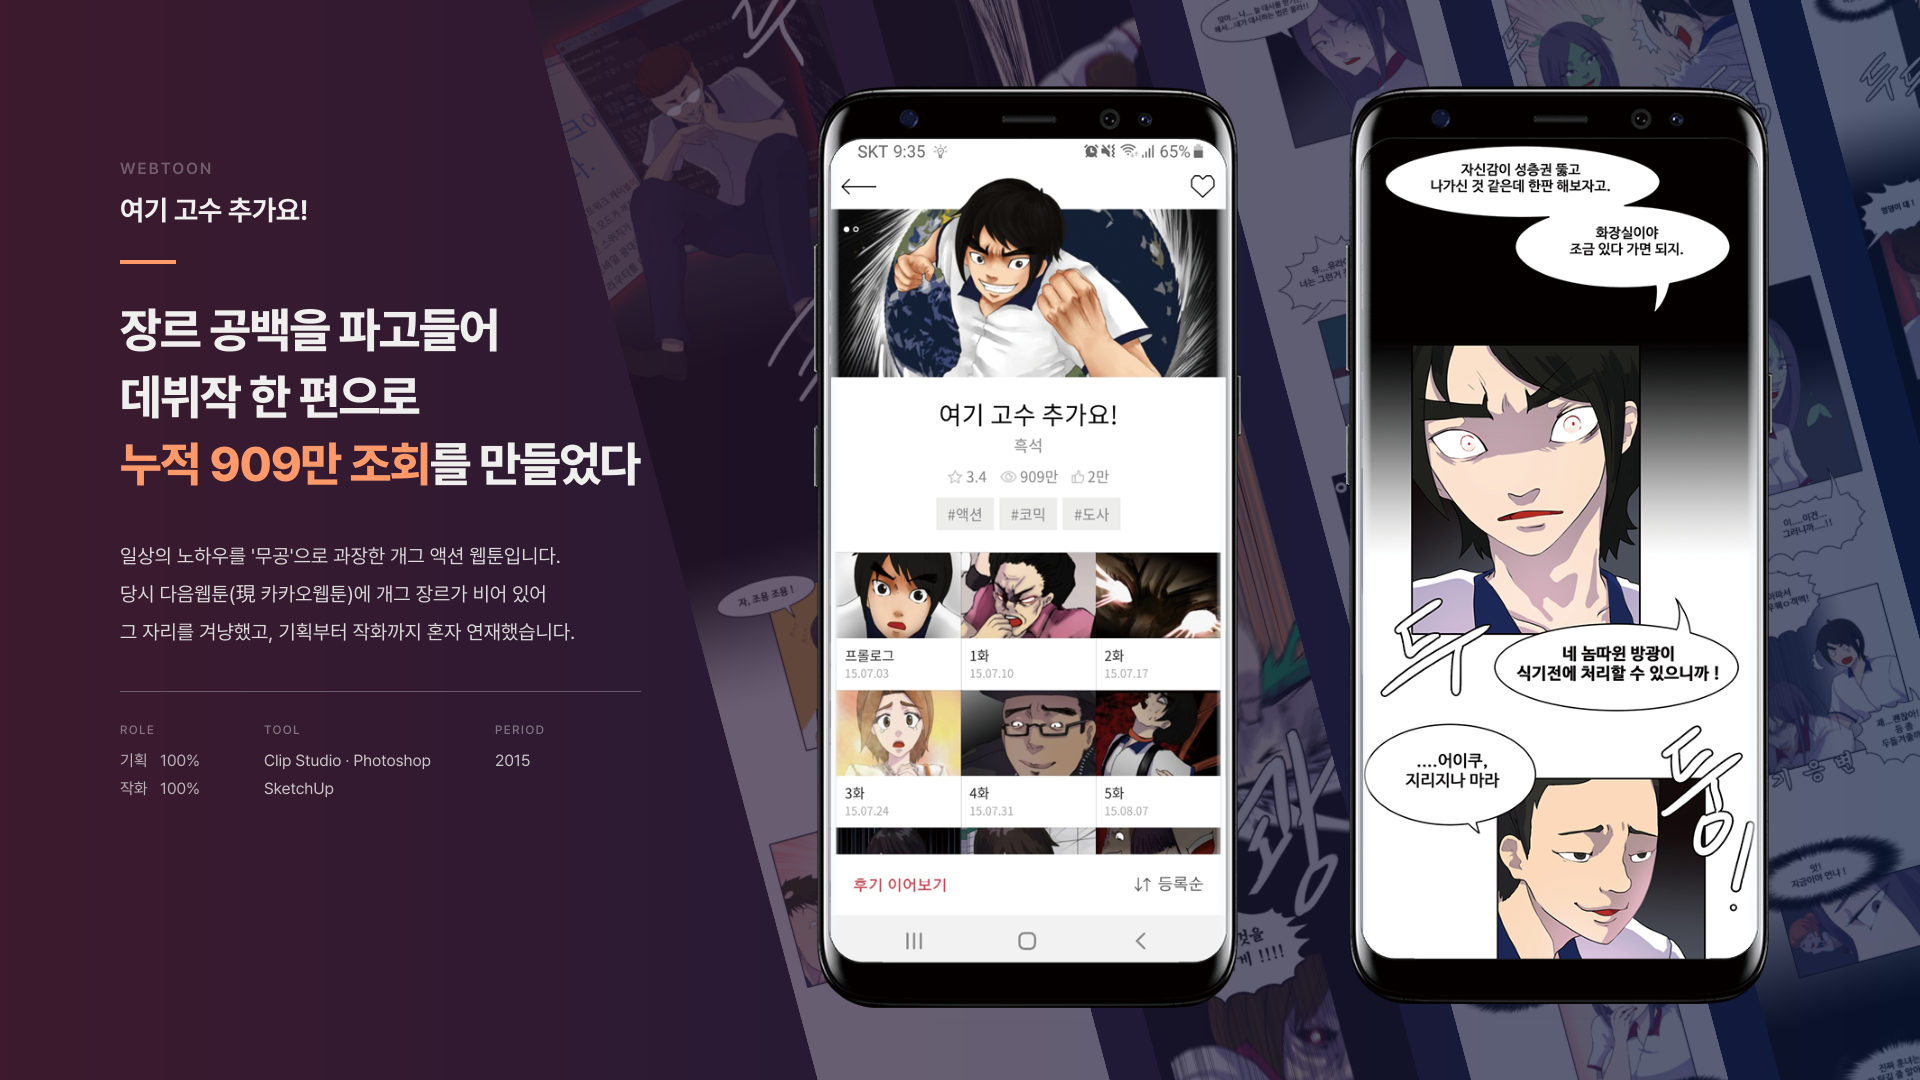 WEBTOON
여기 고수 추가요!
장르 공백을 파고들어
데뷔작 한 편으로
누적 909만 조회를 만들었다
일상의 노하우를 '무공'으로 과장한 개그 액션 웹툰입니다.
당시 다음웹툰(現 카카오웹툰)에 개그 장르가 비어 있어
그 자리를 겨냥했고, 기획부터 작화까지 혼자 연재했습니다.
ROLE
기획 100%
작화 100%
TOOL
Clip Studio · Photoshop
SketchUp
PERIOD
2015
SKT 9:35
65%
여기 고수 추가요!
흑석
3.4 909만 2만
#액션 #코믹 #도사
프롤로그
15.07.03
1화
15.07.10
2화
15.07.17
3화
15.07.24
4화
15.07.31
5화
15.08.07
후기 이어보기
등록순
자신감이 성층권 뚫고
나가신 것 같은데 한판 해보자고.
화장실이야
조금 있다 가면 되지.
두
네 놈따윈 방광이
식기전에 처리할 수 있으니까 !
....어이쿠,
지리지나 마라
둥!
자, 조용 조용 !
콰앙